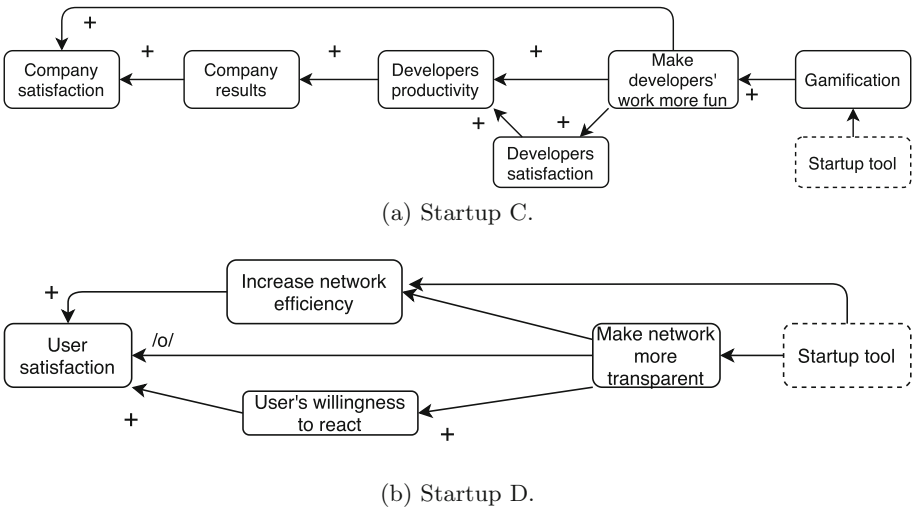 +
+
+
+
Company
satisfaction
Company
results
Developers
productivity
Make
developers'
work more fun
Gamification
+
+
+
Developers
satisfaction
Startup tool
(a) Startup C.
Increase network
efficiency
+
User
satisfaction
/o/
Make network
more
transparent
Startup tool
User's willingness
to react
+
+
(b) Startup D.